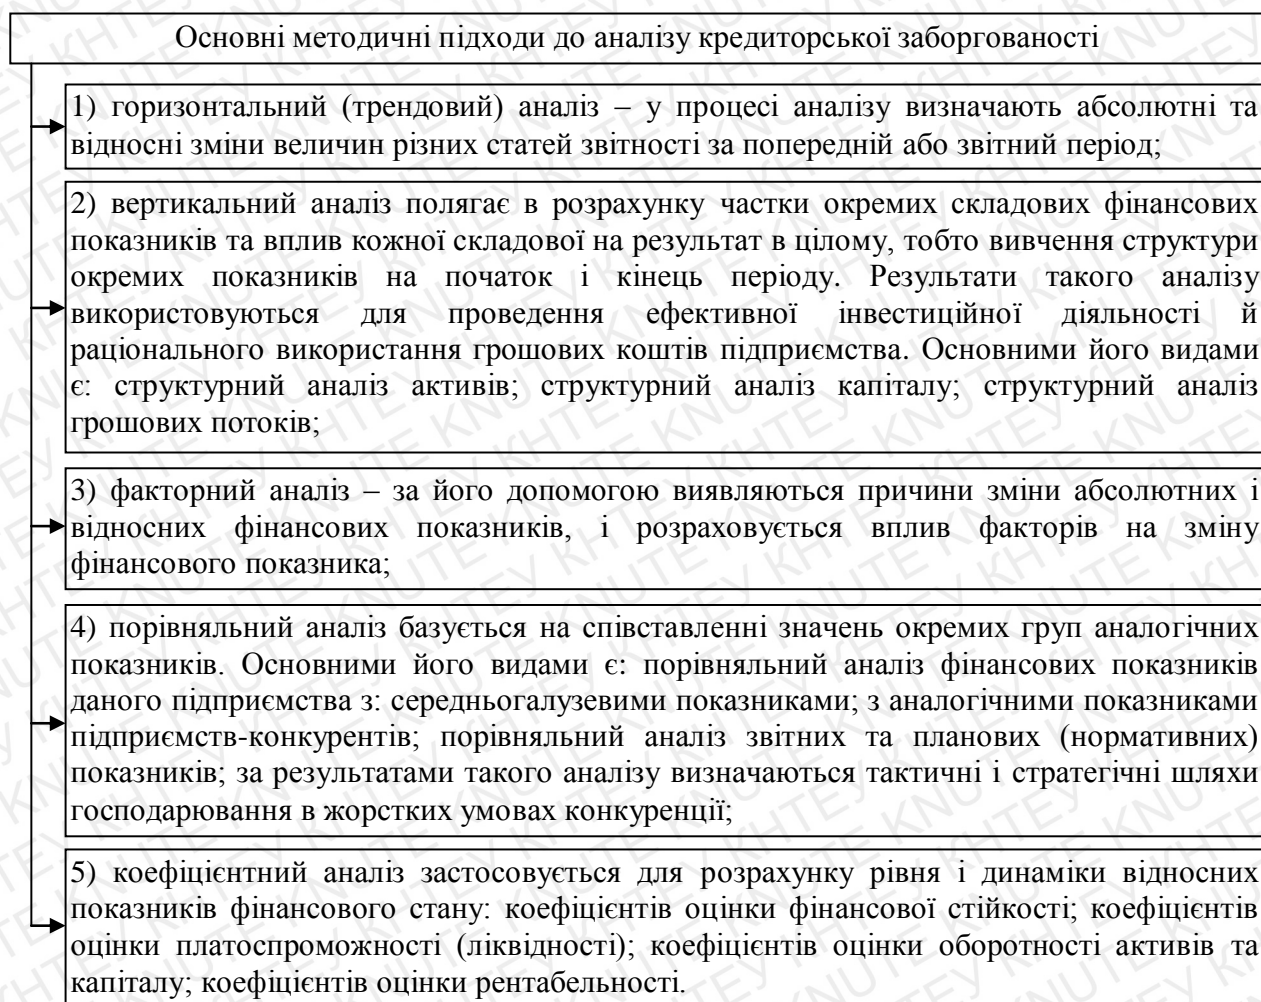 Основні методичні підходи до аналізу кредиторської заборгованості
1) горизонтальний (трендовий) аналіз – у процесі аналізу визначають абсолютні та
відносні зміни величин різних статей звітності за попередній або звітний період;
2) вертикальний аналіз полягає в розрахунку частки окремих складових фінансових
показників та вплив кожної складової на результат в цілому, тобто вивчення структури
окремих показників на початок і кінець періоду. Результати такого аналізу
використовуються для проведення ефективної інвестиційної діяльності й
раціонального використання грошових коштів підприємства. Основними його видами
є: структурний аналіз активів; структурний аналіз капіталу; структурний аналіз
грошових потоків;
3) факторний аналіз – за його допомогою виявляються причини зміни абсолютних і
відносних фінансових показників, і розраховується вплив факторів на зміну
фінансового показника;
4) порівняльний аналіз базується на співставленні значень окремих груп аналогічних
показників. Основними його видами є: порівняльний аналіз фінансових показників
даного підприємства з: середньогалузевими показниками; з аналогічними показниками
підприємств-конкурентів; порівняльний аналіз звітних та планових (нормативних)
показників; за результатами такого аналізу визначаються тактичні і стратегічні шляхи
господарювання в жорстких умовах конкуренції;
5) коефіцієнтний аналіз застосовується для розрахунку рівня і динаміки відносних
показників фінансового стану: коефіцієнтів оцінки фінансової стійкості; коефіцієнтів
оцінки платоспроможності (ліквідності); коефіцієнтів оцінки оборотності активів та
капіталу; коефіцієнтів оцінки рентабельності.